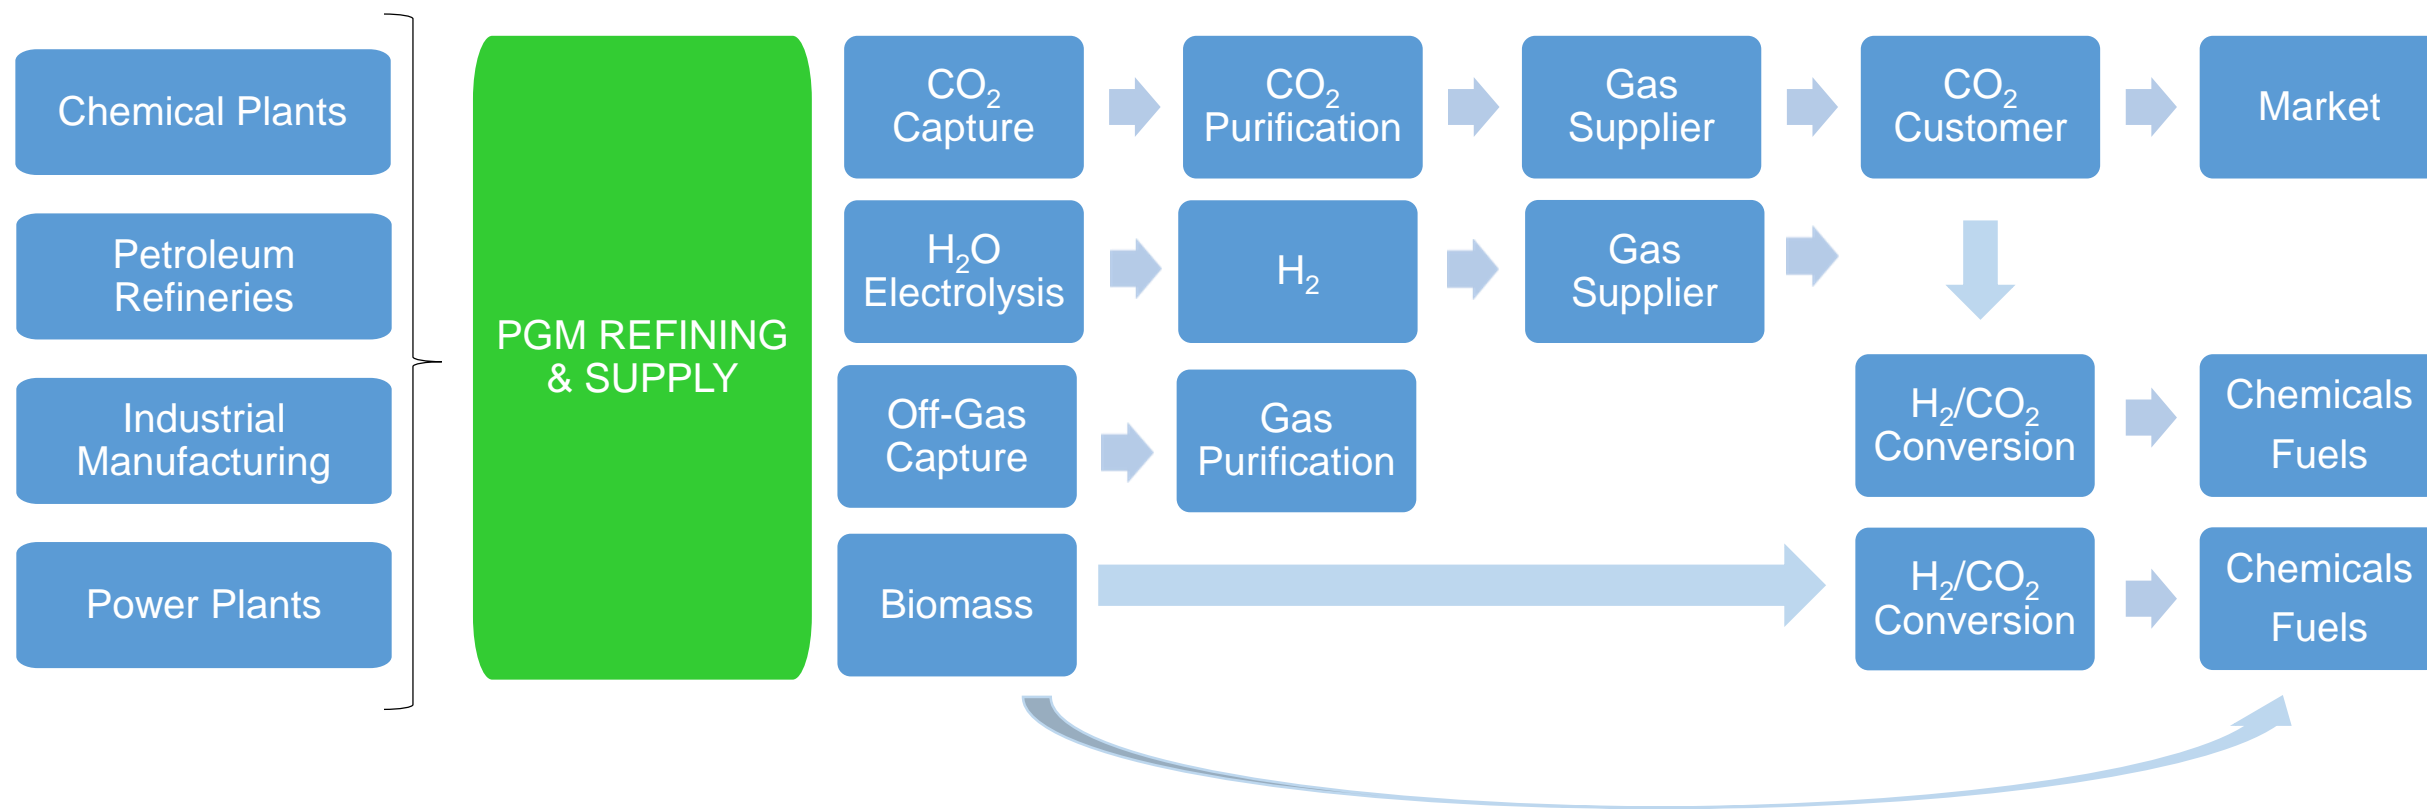 Chemical Plants
Petroleum
Refineries
Industrial
Manufacturing
Power Plants
PGM REFINING
& SUPPLY
CO₂
Capture
CO₂
Purification
Gas
Supplier
CO₂
Customer
Market
H₂O
Electrolysis
H₂
Gas
Supplier
Off-Gas
Capture
Gas
Purification
H₂/CO₂
Conversion
Chemicals
Fuels
Biomass
H₂/CO₂
Conversion
Chemicals
Fuels